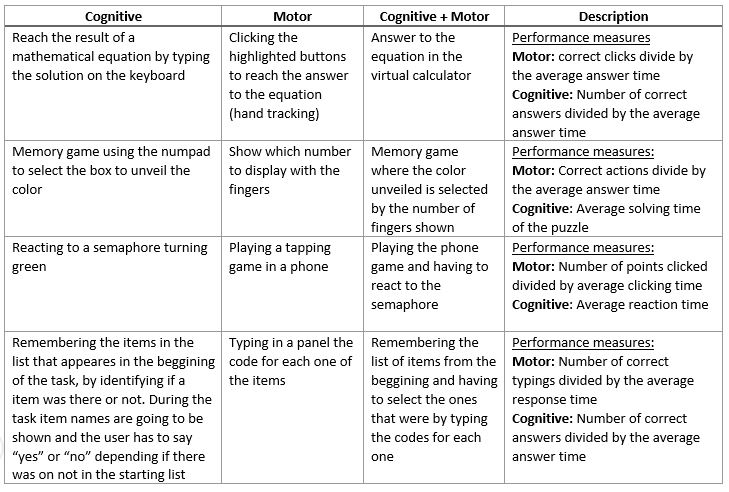 Cognitive
Motor
Cognitive + Motor
Description
Reach the result of a
mathematical equation by typing
the solution on the keyboard
Clicking the
highlighted buttons
to reach the answer
to the equation
(hand tracking)
Answer to the
equation in the
virtual calculator
Performance measures
Motor: correct clicks divide by
the average answer time
Cognitive: Number of correct
answers divided by the average
answer time
Memory game using the numpad
to select the box to unveil the
color
Show which number
to display with the
fingers
Memory game
where the color
unveiled is selected
by the number of
fingers shown
Performance measures:
Motor: Correct actions divide by
the average answer time
Cognitive: Average solving time
of the puzzle
Reacting to a semaphore turning
green
Playing a tapping
game in a phone
Playing the phone
game and having to
react to the
semaphore
Performance measures:
Motor: Number of points clicked
divided by average clicking time
Cognitive: Average reaction time
Remembering the items in the
list that appeares in the beggining
of the task, by identifying if a
item was there or not. During the
task item names are going to be
shown and the user has to say
“yes” or “no” depending if there
was on not in the starting list
Typing in a panel the
code for each one of
the items
Remembering the
list of items from the
beggining and having
to select the ones
that were by typing
the codes for each
one
Performance measures:
Motor: Number of correct
typings divided by the average
response time
Cognitive: Number of correct
answers divided by the average
answer time